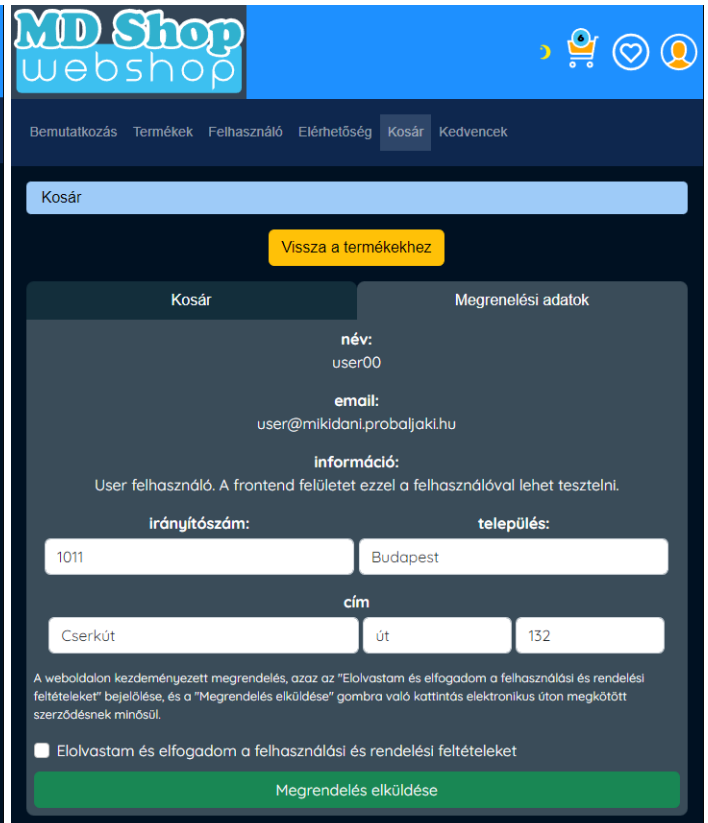 MD Shop
webshop
6
Bemutatkozás Termékek Felhasználó Elérhetőség Kosár Kedvencek
Kosár
Vissza a termékekhez
Kosár Megrenelési adatok
név:
user00
email:
user@mikidani.probaljaki.hu
információ:
User felhasználó. A frontend felületet ezzel a felhasználóval lehet tesztelni.
irányítószám: település:
1011 Budapest
cím
Cserkút út 132
A weboldalon kezdeményezett megrendelés, azaz az "Elolvastam és elfogadom a felhasználási és rendelési
feltételeket" bejelölése, és a "Megrendelés elküldése" gombra való kattintás elektronikus úton megkötött
szerződésnek minősül.
Elolvastam és elfogadom a felhasználási és rendelési feltételeket
Megrendelés elküldése